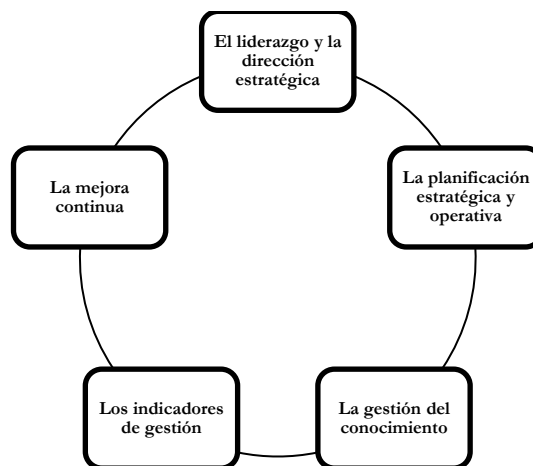 El liderazgo y la
dirección
estratégica
La planificación
estratégica y
operativa
La gestión del
conocimiento
Los indicadores
de gestión
La mejora
continua